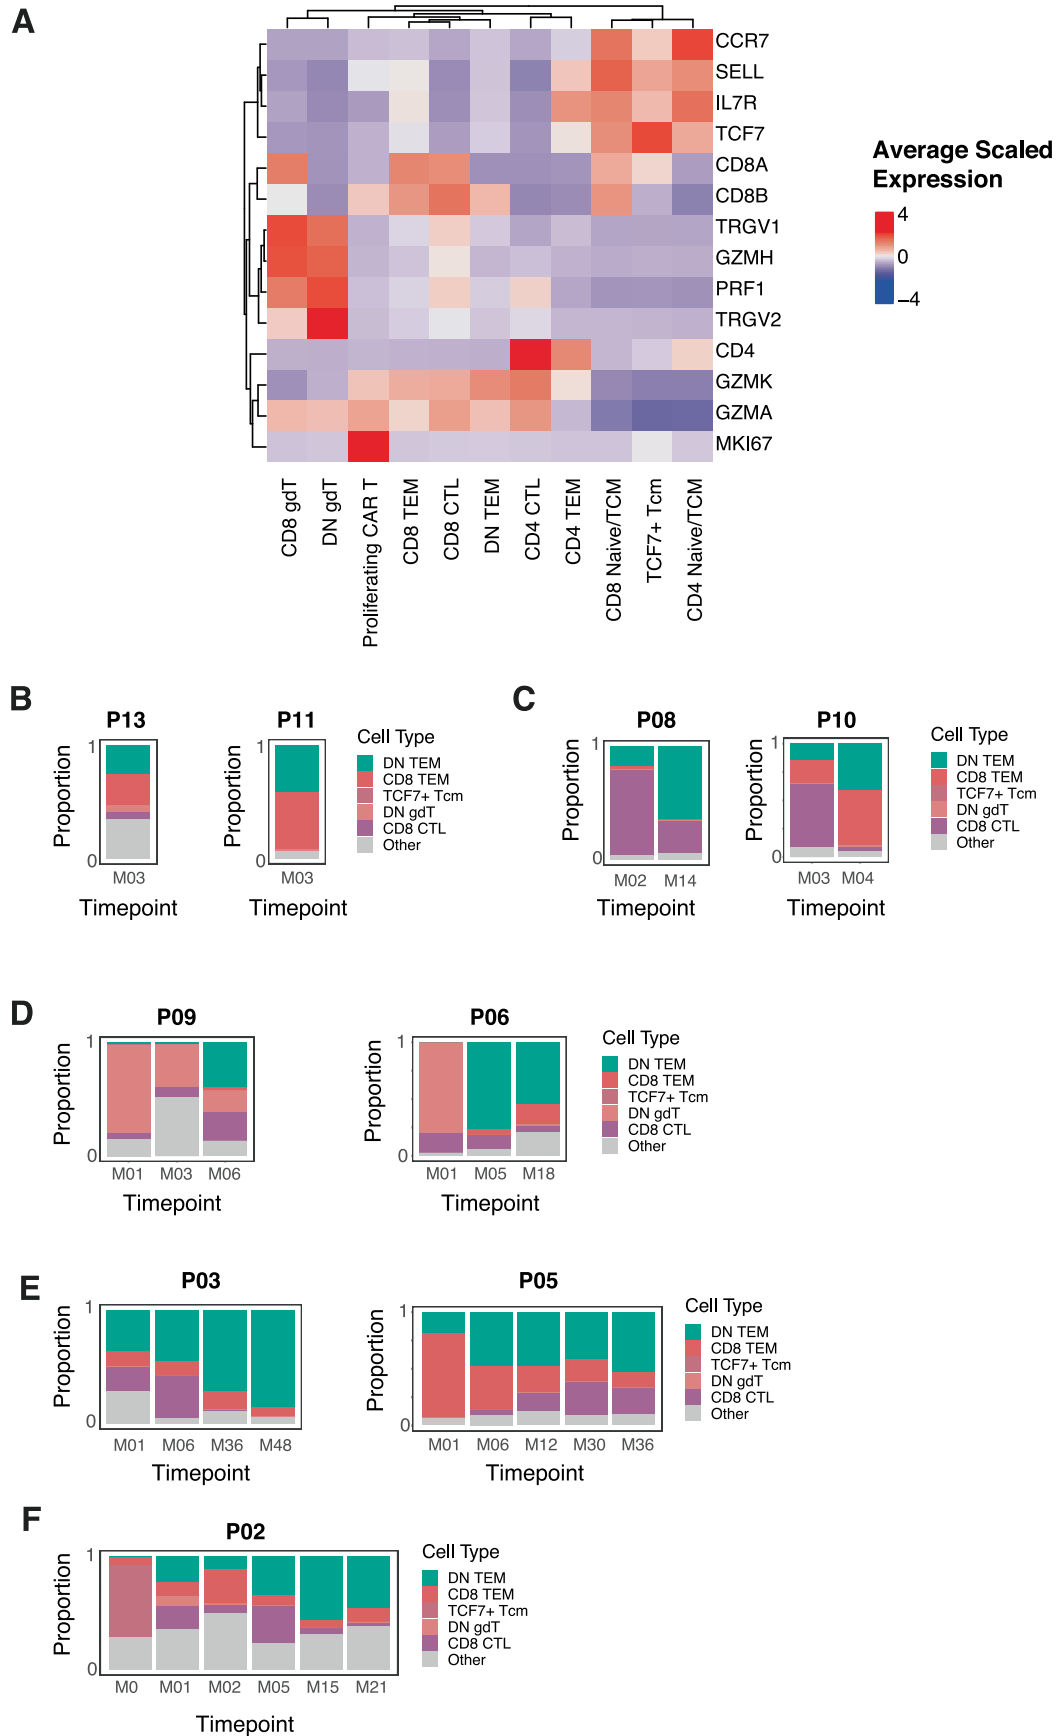 A
CCR7
SELL
IL7R
TCF7
CD8A
CD8B
TRGV1
GZMH
PRF1
TRGV2
CD4
GZMK
GZMA
MKI67
Average Scaled
Expression
4
0
−4
CD8 gdT
DN gdT
Proliferating CAR T
CD8 TEM
CD8 CTL
DN TEM
CD4 CTL
CD4 TEM
CD8 Naive/TCM
TCF7+ Tcm
CD4 Naive/TCM
B
P13
Proportion
1
0
M03
Timepoint
P11
Proportion
1
0
M03
Timepoint
Cell Type
DN TEM
CD8 TEM
TCF7+ Tcm
DN gdT
CD8 CTL
Other
C
P08
Proportion
1
0
M02 M14
Timepoint
P10
Proportion
1
0
M03 M04
Timepoint
Cell Type
DN TEM
CD8 TEM
TCF7+ Tcm
DN gdT
CD8 CTL
Other
D
P09
Proportion
1
0
M01 M03 M06
Timepoint
P06
Proportion
1
0
M01 M05 M18
Timepoint
Cell Type
DN TEM
CD8 TEM
TCF7+ Tcm
DN gdT
CD8 CTL
Other
E
P03
Proportion
1
0
M01 M06 M36 M48
Timepoint
P05
Proportion
1
0
M01 M06 M12 M30 M36
Timepoint
Cell Type
DN TEM
CD8 TEM
TCF7+ Tcm
DN gdT
CD8 CTL
Other
F
P02
Proportion
1
0
M0 M01 M02 M05 M15 M21
Timepoint
Cell Type
DN TEM
CD8 TEM
TCF7+ Tcm
DN gdT
CD8 CTL
Other